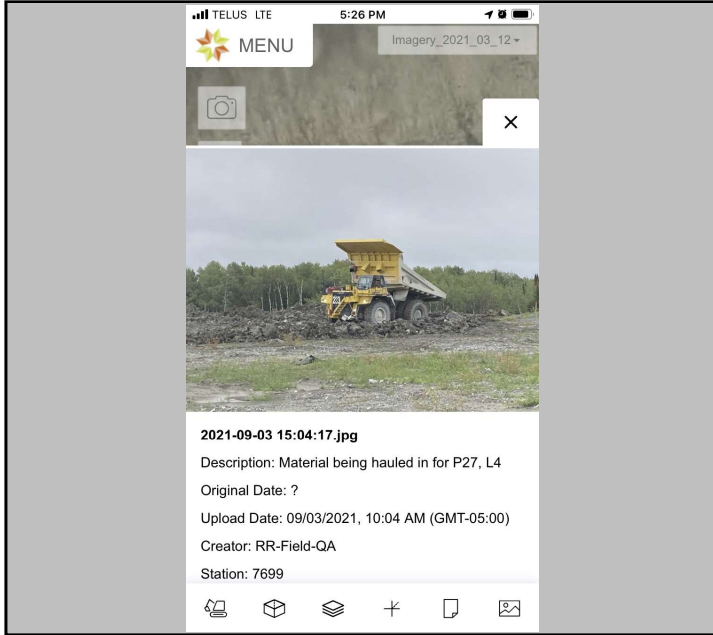 TELUS LTE 5:26 PM
MENU
Imagery_2021_03_12
223
2021-09-03 15:04:17.jpg
Description: Material being hauled in for P27, L4
Original Date: ?
Upload Date: 09/03/2021, 10:04 AM (GMT-05:00)
Creator: RR-Field-QA
Station: 7699